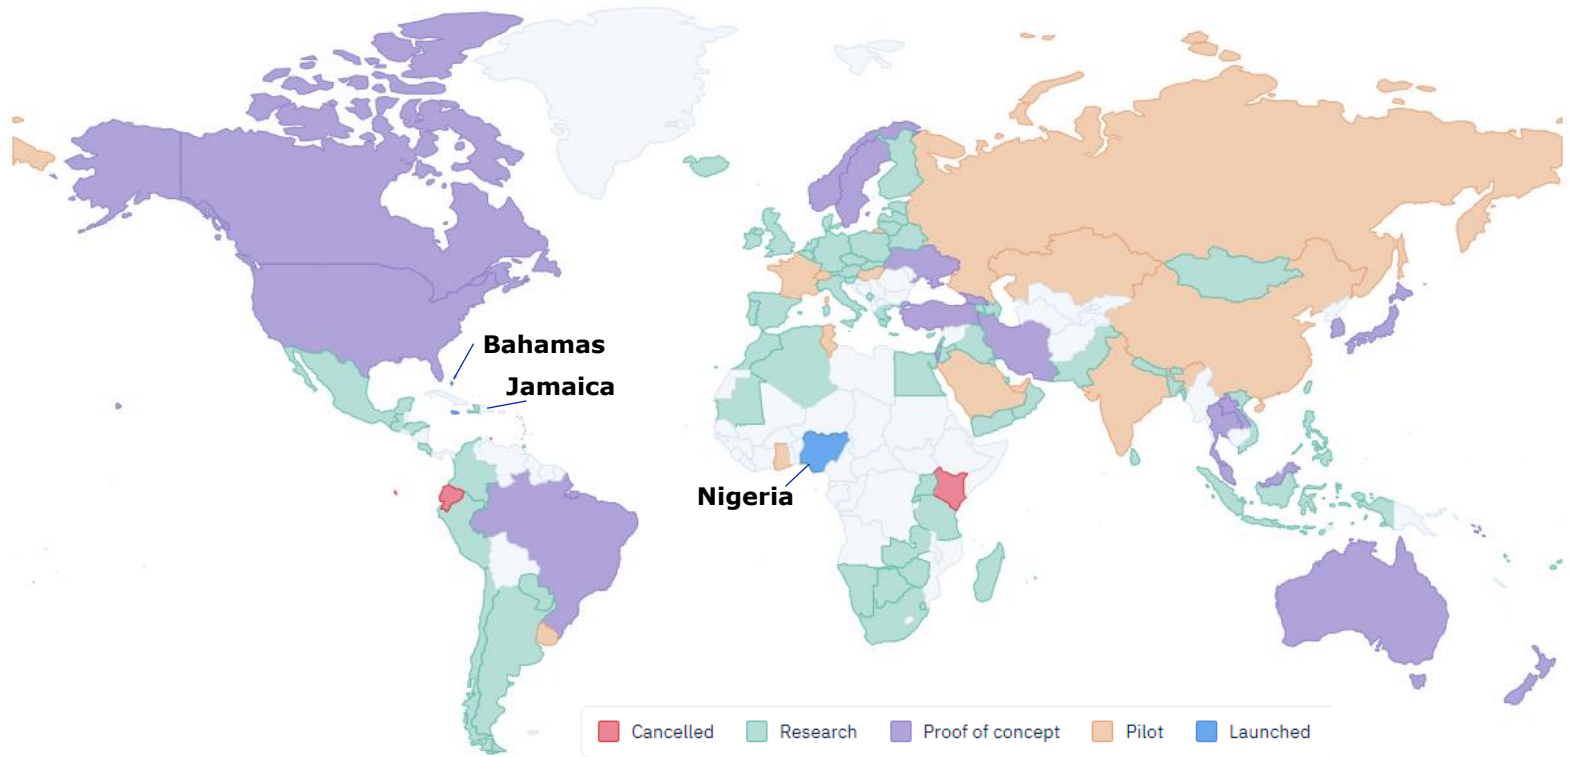 Bahamas
Jamaica
Nigeria
Cancelled Research Proof of concept Pilot Launched